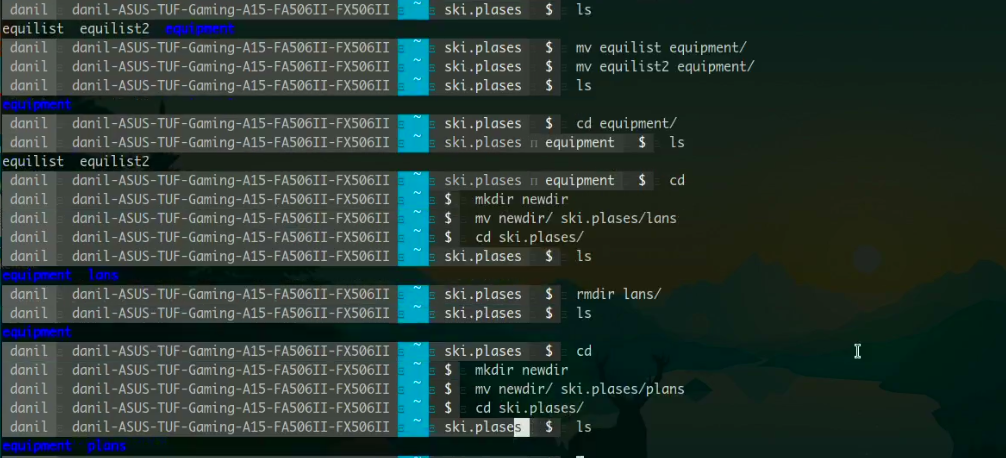 danil danil-ASUS-TUF-Gaming-A15-FA506II-FX506II ~ ski.plases $ ls
equilist equilist2 equipment
danil danil-ASUS-TUF-Gaming-A15-FA506II-FX506II ~ ski.plases $ mv equilist equipment/
danil danil-ASUS-TUF-Gaming-A15-FA506II-FX506II ~ ski.plases $ mv equilist2 equipment/
danil danil-ASUS-TUF-Gaming-A15-FA506II-FX506II ~ ski.plases $ ls
equipment
danil danil-ASUS-TUF-Gaming-A15-FA506II-FX506II ~ ski.plases $ cd equipment/
danil danil-ASUS-TUF-Gaming-A15-FA506II-FX506II ~ ski.plases equipment $ ls
equilist equilist2
danil danil-ASUS-TUF-Gaming-A15-FA506II-FX506II ~ ski.plases equipment $ cd
danil danil-ASUS-TUF-Gaming-A15-FA506II-FX506II ~ $ mkdir newdir
danil danil-ASUS-TUF-Gaming-A15-FA506II-FX506II ~ $ mv newdir/ ski.plases/lans
danil danil-ASUS-TUF-Gaming-A15-FA506II-FX506II ~ $ cd ski.plases/
danil danil-ASUS-TUF-Gaming-A15-FA506II-FX506II ~ ski.plases $ ls
equipment lans
danil danil-ASUS-TUF-Gaming-A15-FA506II-FX506II ~ ski.plases $ rmdir lans/
danil danil-ASUS-TUF-Gaming-A15-FA506II-FX506II ~ ski.plases $ ls
equipment
danil danil-ASUS-TUF-Gaming-A15-FA506II-FX506II ~ ski.plases $ cd
danil danil-ASUS-TUF-Gaming-A15-FA506II-FX506II ~ $ mkdir newdir
danil danil-ASUS-TUF-Gaming-A15-FA506II-FX506II ~ $ mv newdir/ ski.plases/plans
danil danil-ASUS-TUF-Gaming-A15-FA506II-FX506II ~ $ cd ski.plases/
danil danil-ASUS-TUF-Gaming-A15-FA506II-FX506II ~ ski.plases $ ls
equipment plans